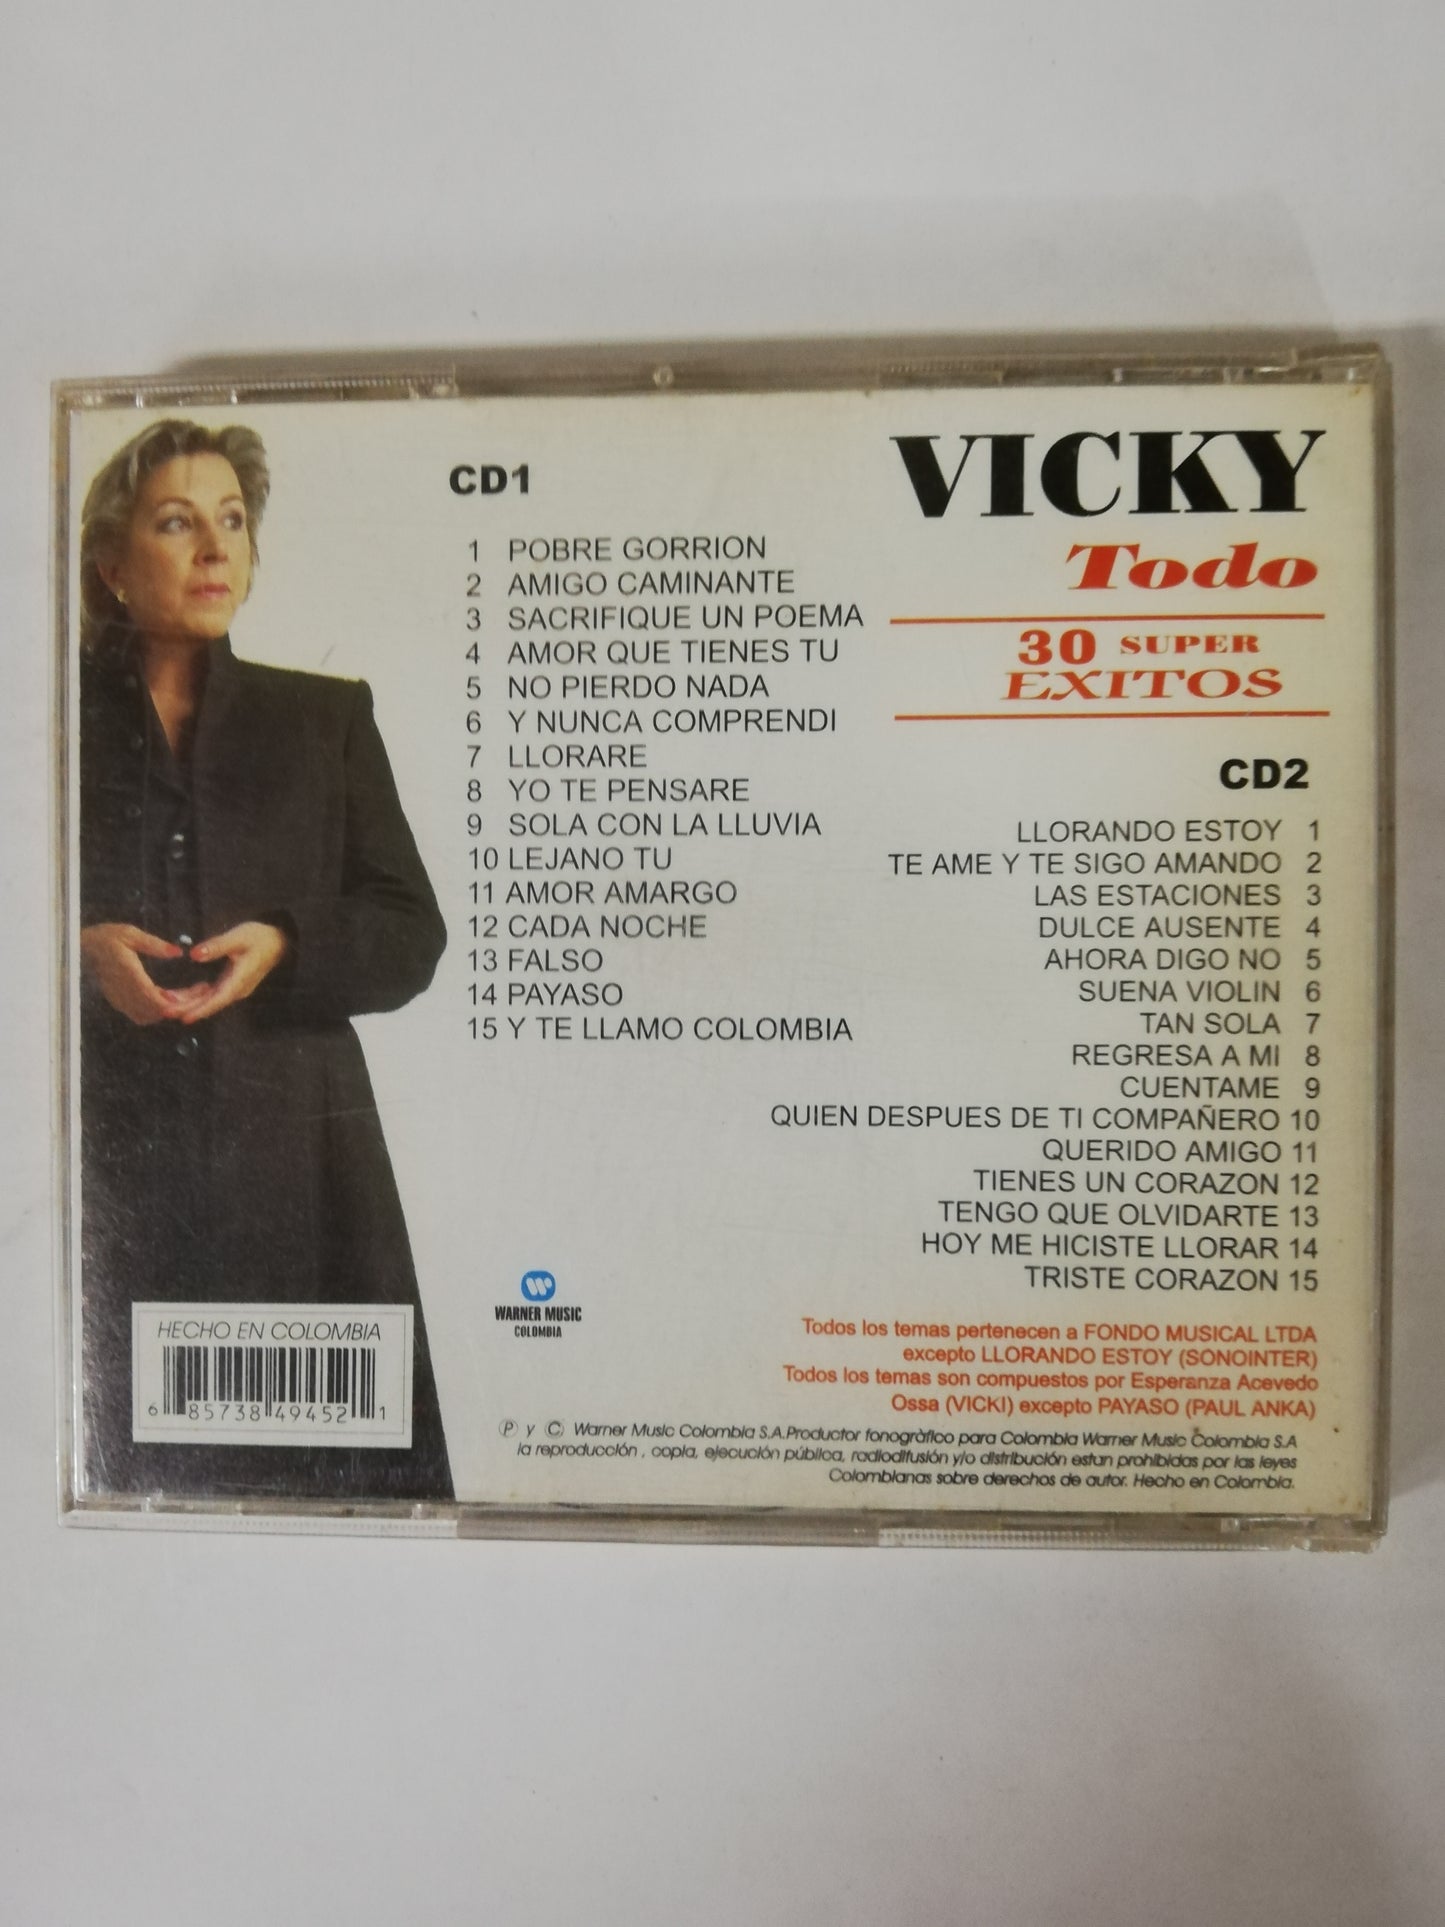 VICKY
Todo
30 SUPER
EXITOS
CD1
1 POBRE GORRION
2 AMIGO CAMINANTE
3 SACRIFIQUE UN POEMA
4 AMOR QUE TIENES TU
5 NO PIERDO NADA
6 Y NUNCA COMPRENDI
7 LLORARE
8 YO TE PENSARE
9 SOLA CON LA LLUVIA
10 LEJANO TU
11 AMOR AMARGO
12 CADA NOCHE
13 FALSO
14 PAYASO
15 Y TE LLAMO COLOMBIA
CD2
LLORANDO ESTOY 1
TE AME Y TE SIGO AMANDO 2
LAS ESTACIONES 3
DULCE AUSENTE 4
AHORA DIGO NO 5
SUENA VIOLIN 6
TAN SOLA 7
REGRESA A MI 8
CUENTAME 9
QUIEN DESPUES DE TI COMPAÑERO 10
QUERIDO AMIGO 11
TIENES UN CORAZON 12
TENGO QUE OLVIDARTE 13
HOY ME HICISTE LLORAR 14
TRISTE CORAZON 15
WARNER MUSIC
COLOMBIA
HECHO EN COLOMBIA
6 85738 49452 1
Todos los temas pertenecen a FONDO MUSICAL LTDA
excepto LLORANDO ESTOY (SONOINTER)
Todos los temas son compuestos por Esperanza Acevedo
Ossa (VICKI) excepto PAYASO (PAUL ANKA)
Ⓟ y Ⓒ Warner Music Colombia S.A.Productor fonogràfico para Colombia Warner Music Colombia S.A
la reproducción , copia, ejecución pública, radiodifusión y/o distribución estan prohibidas por las leyes
Colombianas sobre derechos de autor. Hecho en Colombia.